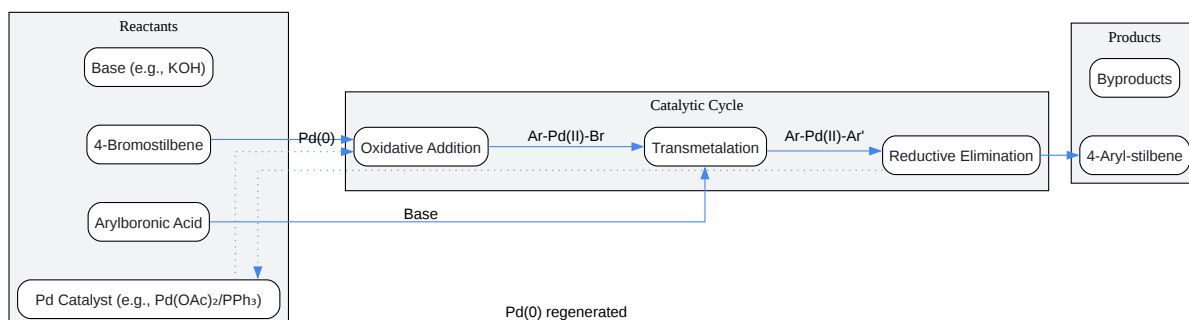 Reactants
Base (e.g., KOH)
4-Bromostilbene
Arylboronic Acid
Pd Catalyst (e.g., Pd(OAc)₂/PPh₃)
Pd(0)
Base
Catalytic Cycle
Oxidative Addition
Ar-Pd(II)-Br
Transmetalation
Ar-Pd(II)-Ar'
Reductive Elimination
Pd(0) regenerated
Products
Byproducts
4-Aryl-stilbene